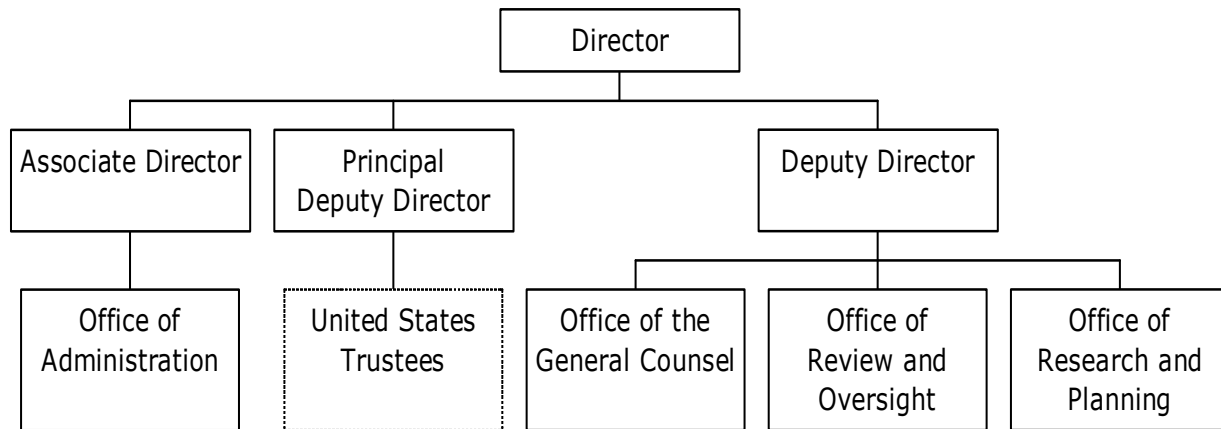 Director
Associate Director
Principal
Deputy Director
Deputy Director
Office of
Administration
United States
Trustees
Office of the
General Counsel
Office of
Review and
Oversight
Office of
Research and
Planning